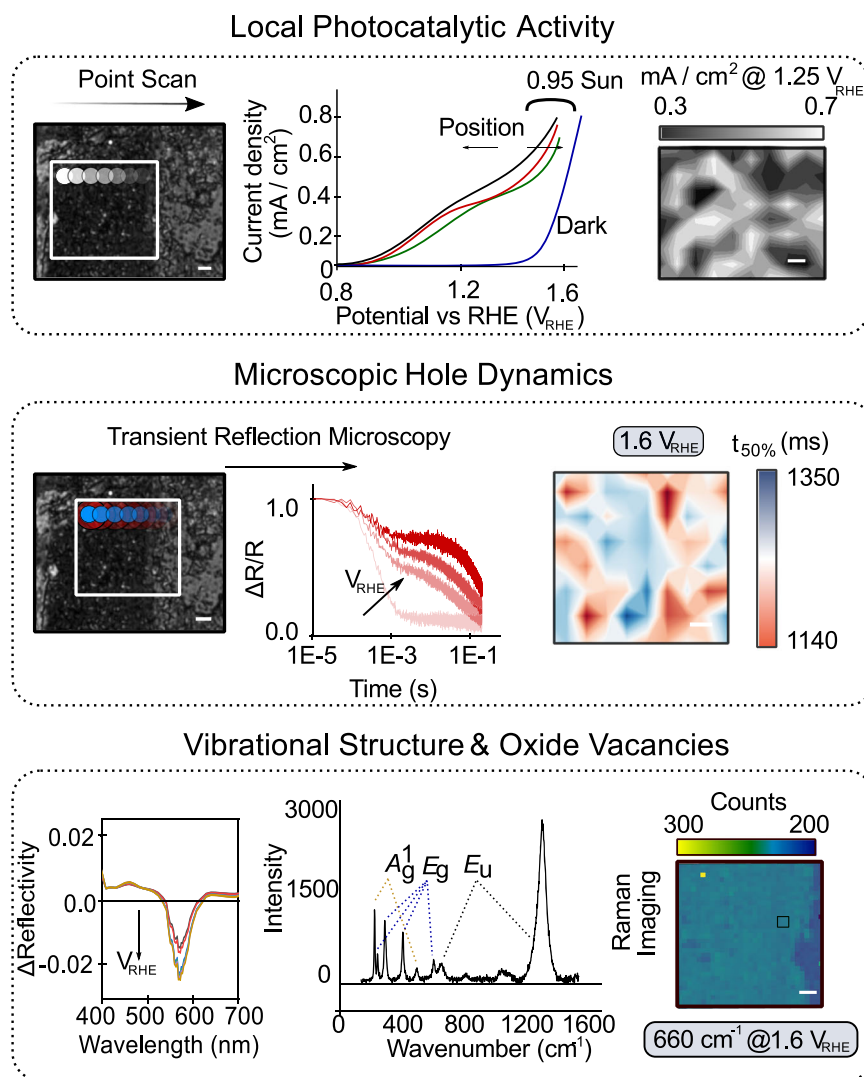 Local Photocatalytic Activity
Point Scan
0.95 Sun
mA / cm² @ 1.25 V_RHE
0.3 0.7
Current density
(mA / cm²)
0.8
0.6
0.4
0.2
0
Position
Dark
0.8 1.2 1.6
Potential vs RHE (V_RHE)
Microscopic Hole Dynamics
Transient Reflection Microscopy
1.6 V_RHE
t50% (ms)
1350
1140
ΔR/R
1.0
0.0
V_RHE
1E-5 1E-3 1E-1
Time (s)
Vibrational Structure & Oxide Vacancies
ΔReflectivity
0.02
0.0
-0.02
V_RHE
400 500 600 700
Wavelength (nm)
Intensity
3000
1500
0
A¹g Eg Eu
0 400 800 1200 1600
Wavenumber (cm⁻¹)
Counts
300 200
Raman
Imaging
660 cm⁻¹ @1.6 V_RHE